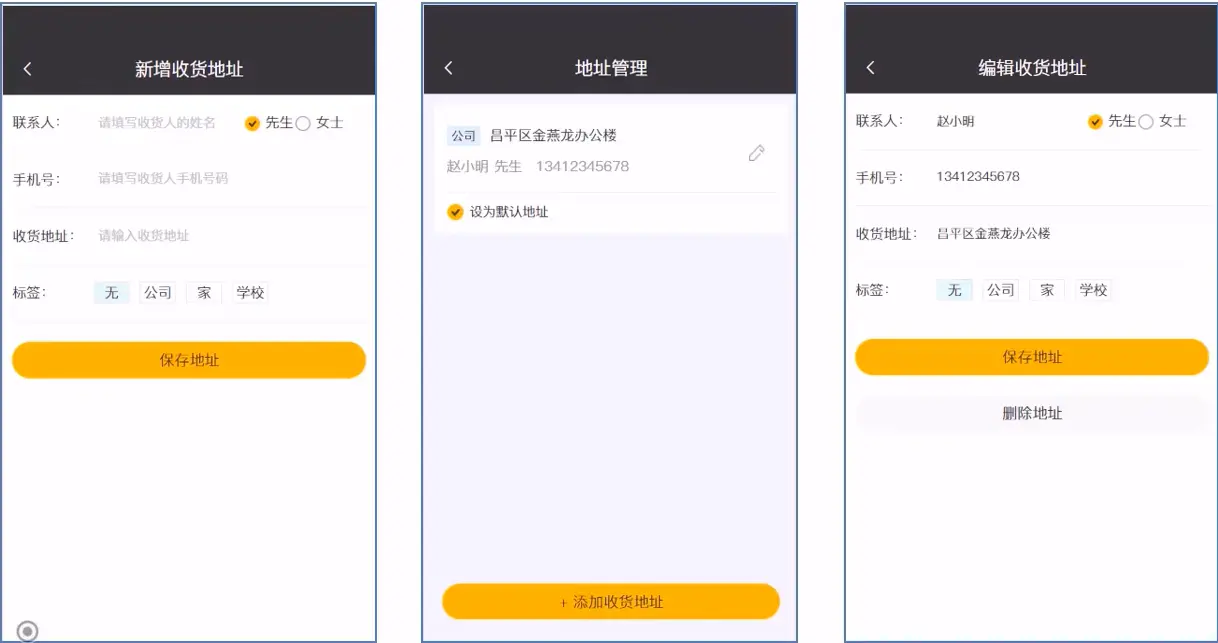 新增收货地址
联系人： 请填写收货人的姓名 先生 女士
手机号： 请填写收货人手机号码
收货地址： 请输入收货地址
标签： 无 公司 家 学校
保存地址
地址管理
公司 昌平区金燕龙办公楼
赵小明 先生 13412345678
设为默认地址
+ 添加收货地址
编辑收货地址
联系人： 赵小明 先生 女士
手机号： 13412345678
收货地址： 昌平区金燕龙办公楼
标签： 无 公司 家 学校
保存地址
删除地址